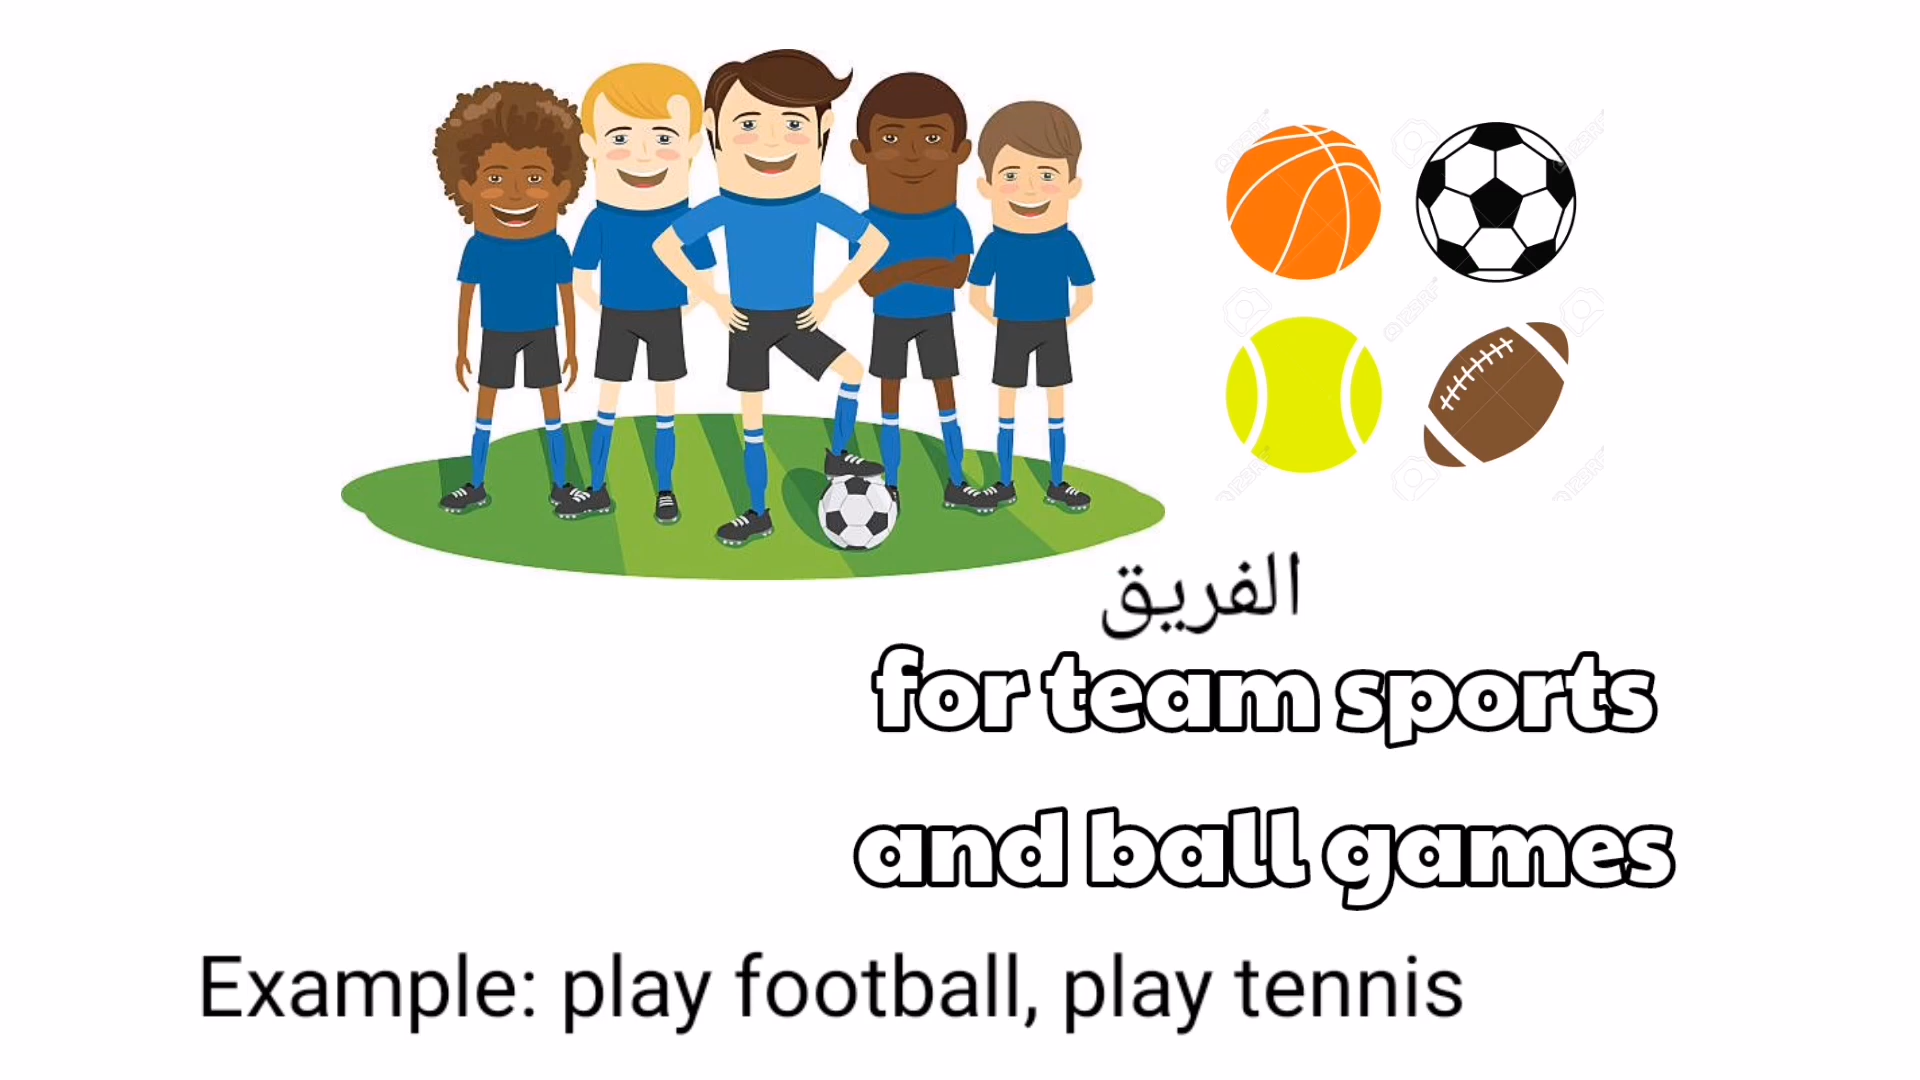 الفريق
for team sports
and ball games
Example: play football, play tennis